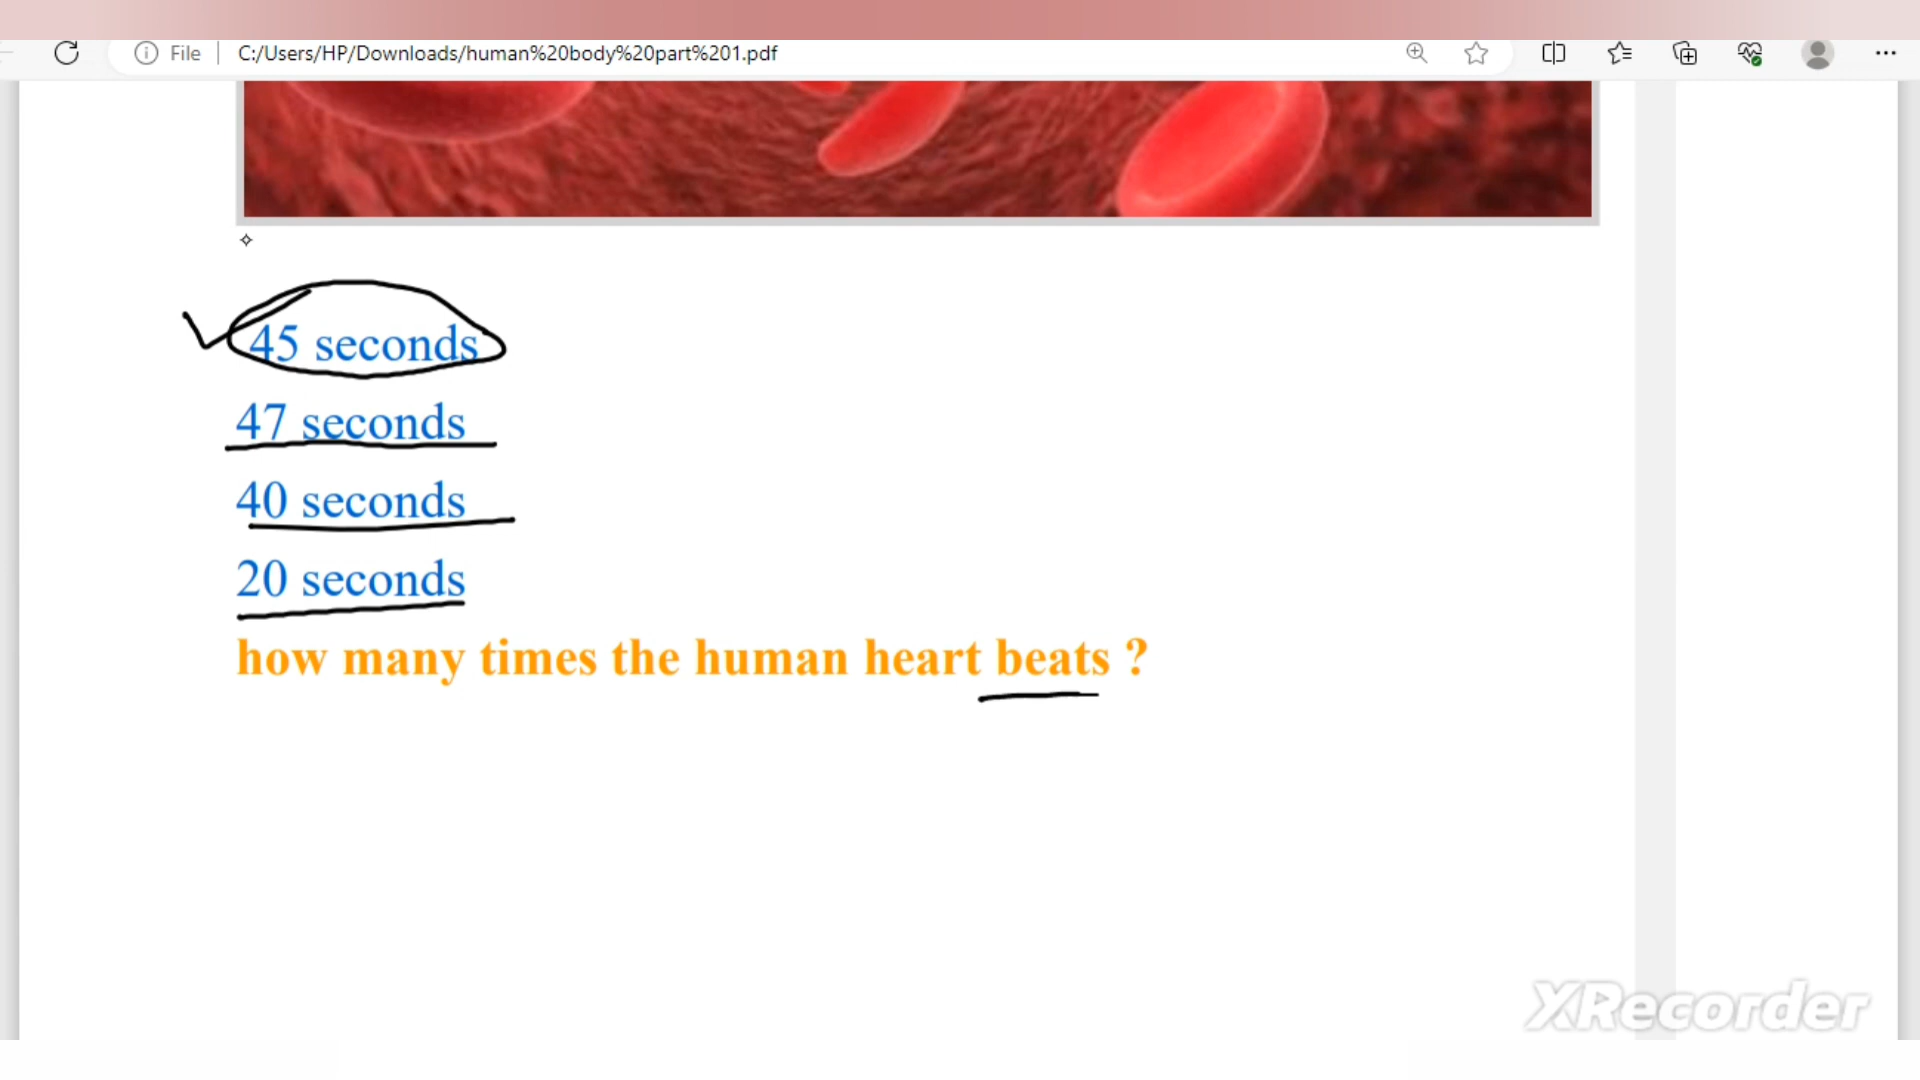 File C:/Users/HP/Downloads/human%20body%20part%201.pdf
45 seconds
47 seconds
40 seconds
20 seconds
how many times the human heart beats ?
XRecorder